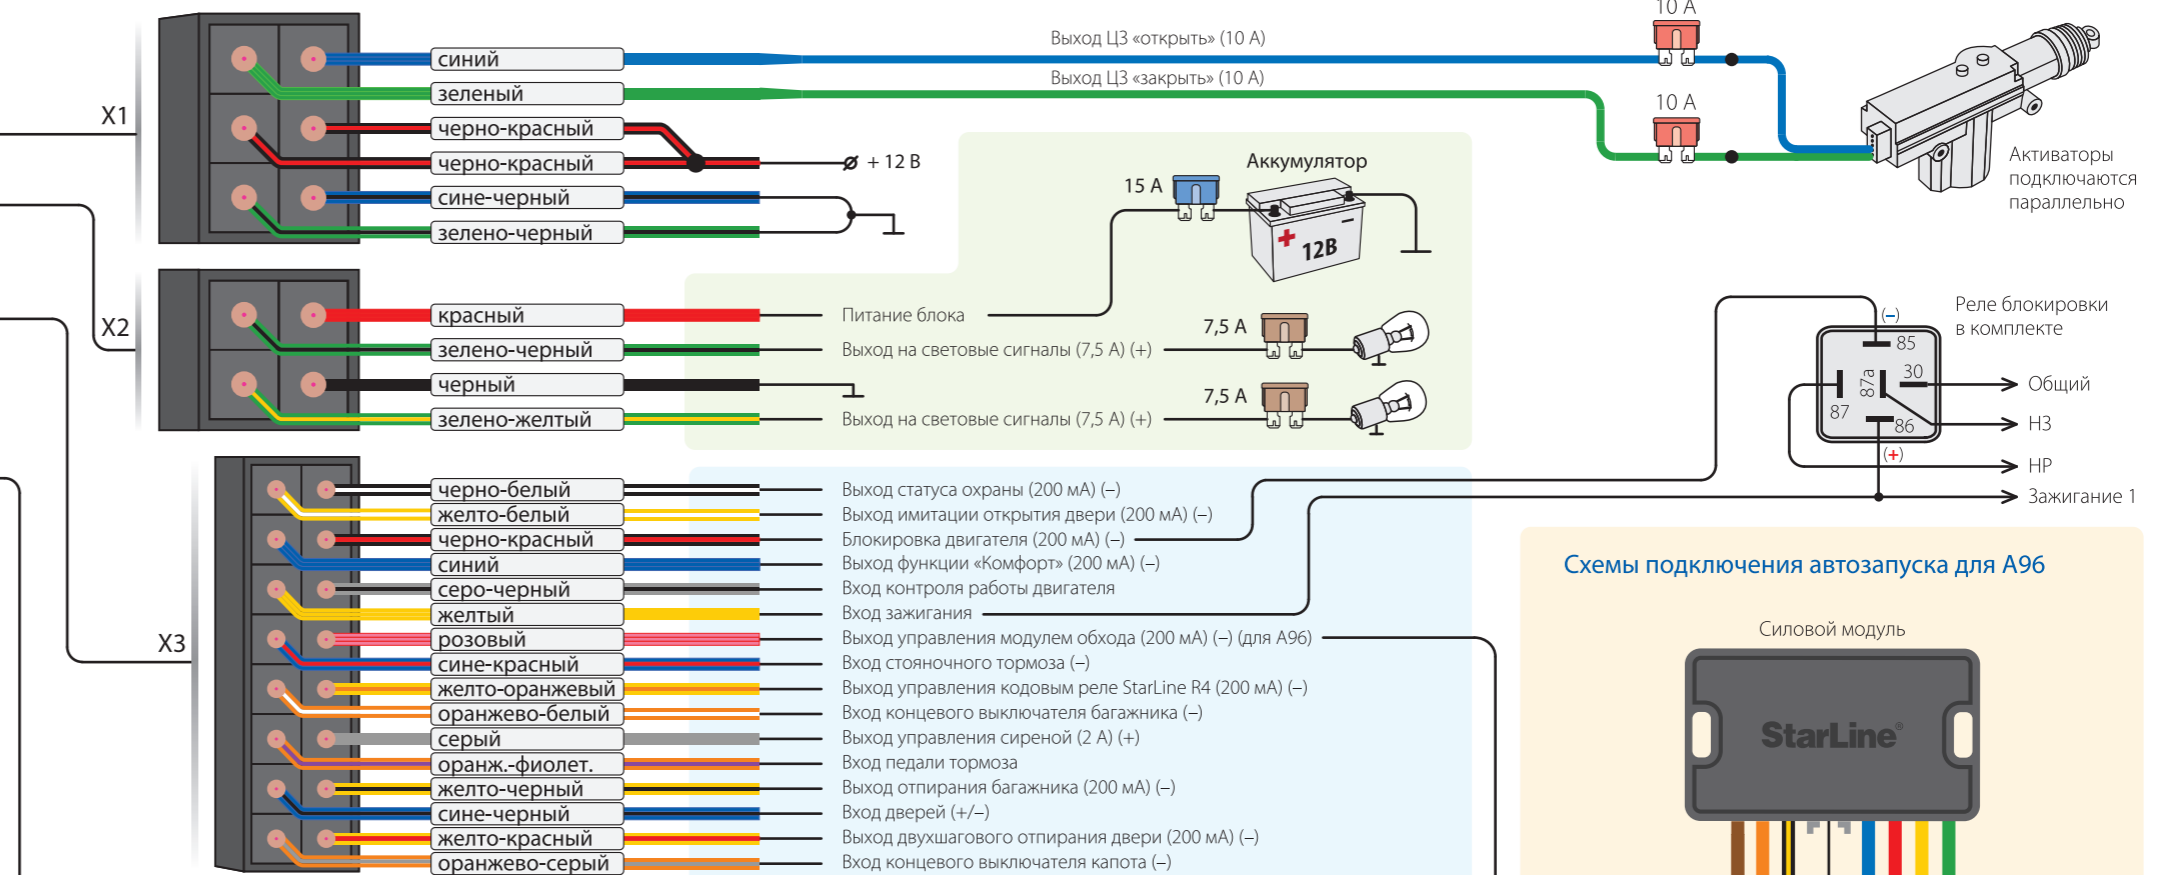 X1
синий
зеленый
черно-красный
черно-красный
сине-черный
зелено-черный
+ 12 В
Выход ЦЗ «открыть» (10 А)
Выход ЦЗ «закрыть» (10 А)
10 А
10 А
Активаторы
подключаются
параллельно
X2
красный
зелено-черный
черный
зелено-желтый
Питание блока
Выход на световые сигналы (7,5 А) (+)
Выход на световые сигналы (7,5 А) (+)
15 А
Аккумулятор
+
−
12В
7,5 А
7,5 А
Реле блокировки
в комплекте
(−)
85
30
87а
87
86
(+)
Общий
НЗ
НР
Зажигание 1
X3
черно-белый
желто-белый
черно-красный
синий
серо-черный
желтый
розовый
сине-красный
желто-оранжевый
оранжево-белый
серый
оранж.-фиолет.
желто-черный
сине-черный
желто-красный
оранжево-серый
Выход статуса охраны (200 мА) (−)
Выход имитации открытия двери (200 мА) (−)
Блокировка двигателя (200 мА) (−)
Выход функции «Комфорт» (200 мА) (−)
Вход контроля работы двигателя
Вход зажигания
Выход управления модулем обхода (200 мА) (−) (для А96)
Вход стояночного тормоза (−)
Выход управления кодовым реле StarLine R4 (200 мА) (−)
Вход концевого выключателя багажника (−)
Выход управления сиреной (2 А) (+)
Вход педали тормоза
Выход отпирания багажника (200 мА) (−)
Вход дверей (+/−)
Выход двухшагового отпирания двери (200 мА) (−)
Вход концевого выключателя капота (−)
Схемы подключения автозапуска для А96
Силовой модуль
StarLine®